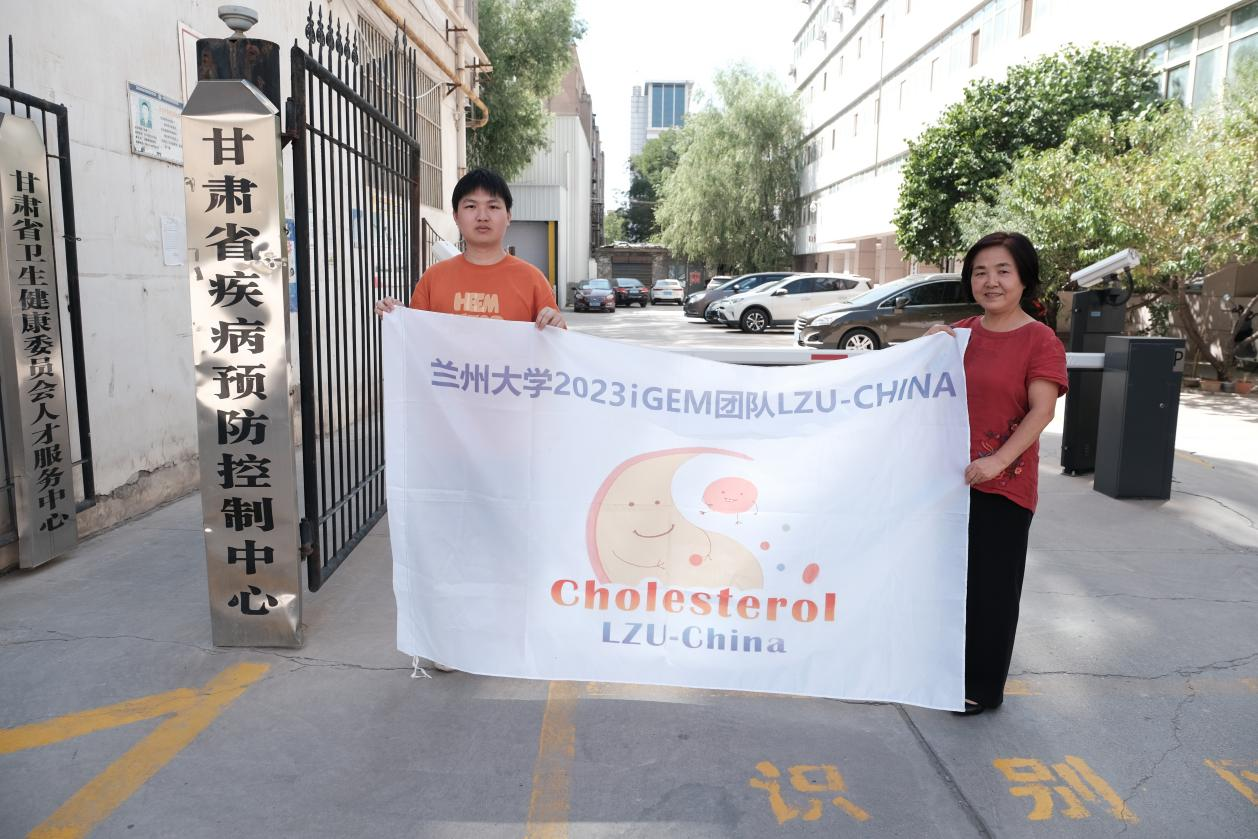 甘肃省卫生健康委员会人才服务中心
甘肃省疾病预防控制中心
HEEM
兰州大学2023iGEM团队LZU-CHINA
Cholesterol
LZU-China
P
识别